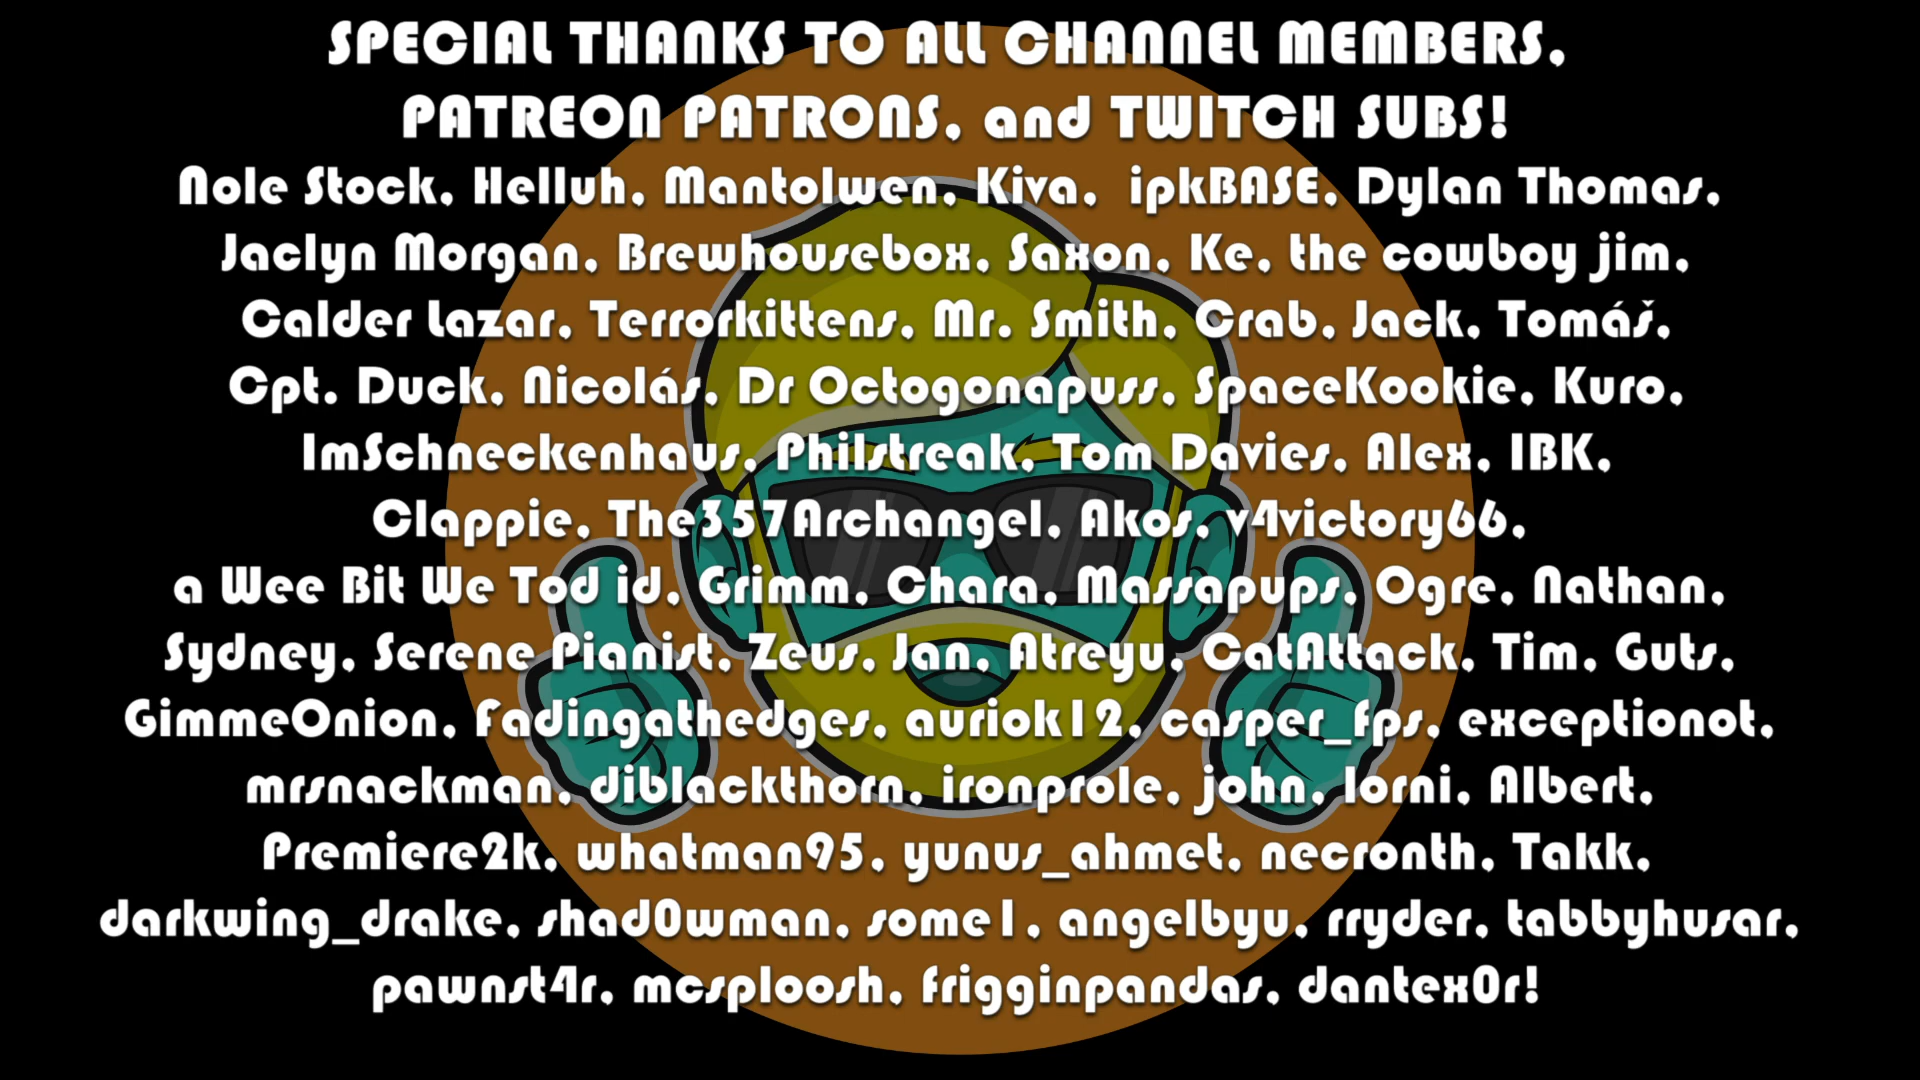 SPECIAL THANKS TO ALL CHANNEL MEMBERS,
PATREON PATRONS, and TWITCH SUBS!
Nole Stock, Helluh, Mantolwen, Kiva,  ipkBASE, Dylan Thomas,
Jaclyn Morgan, Brewhousebox, Saxon, Ke, the cowboy jim,
Calder Lazar, Terrorkittens, Mr. Smith, Crab, Jack, Tomáš,
Cpt. Duck, Nicolás, Dr Octogonapuss, SpaceKookie, Kuro,
ImSchneckenhaus, Philstreak, Tom Davies, Alex, IBK,
Clappie, The357Archangel, Akos, v4victory66,
a Wee Bit We Tod id, Grimm, Chara, Massapups, Ogre, Nathan,
Sydney, Serene Pianist, Zeus, Jan, Atreyu, CatAttack, Tim, Guts,
GimmeOnion, Fadingathedges, auriok12, casper_fps, exceptionot,
mrsnackman, diblackthorn, ironprole, john, lorni, Albert,
Premiere2k, whatman95, yunus_ahmet, necronth, Takk,
darkwing_drake, shad0wman, some1, angelbyu, rryder, tabbyhusar,
pawnst4r, mcsploosh, frigginpandas, dantex0r!